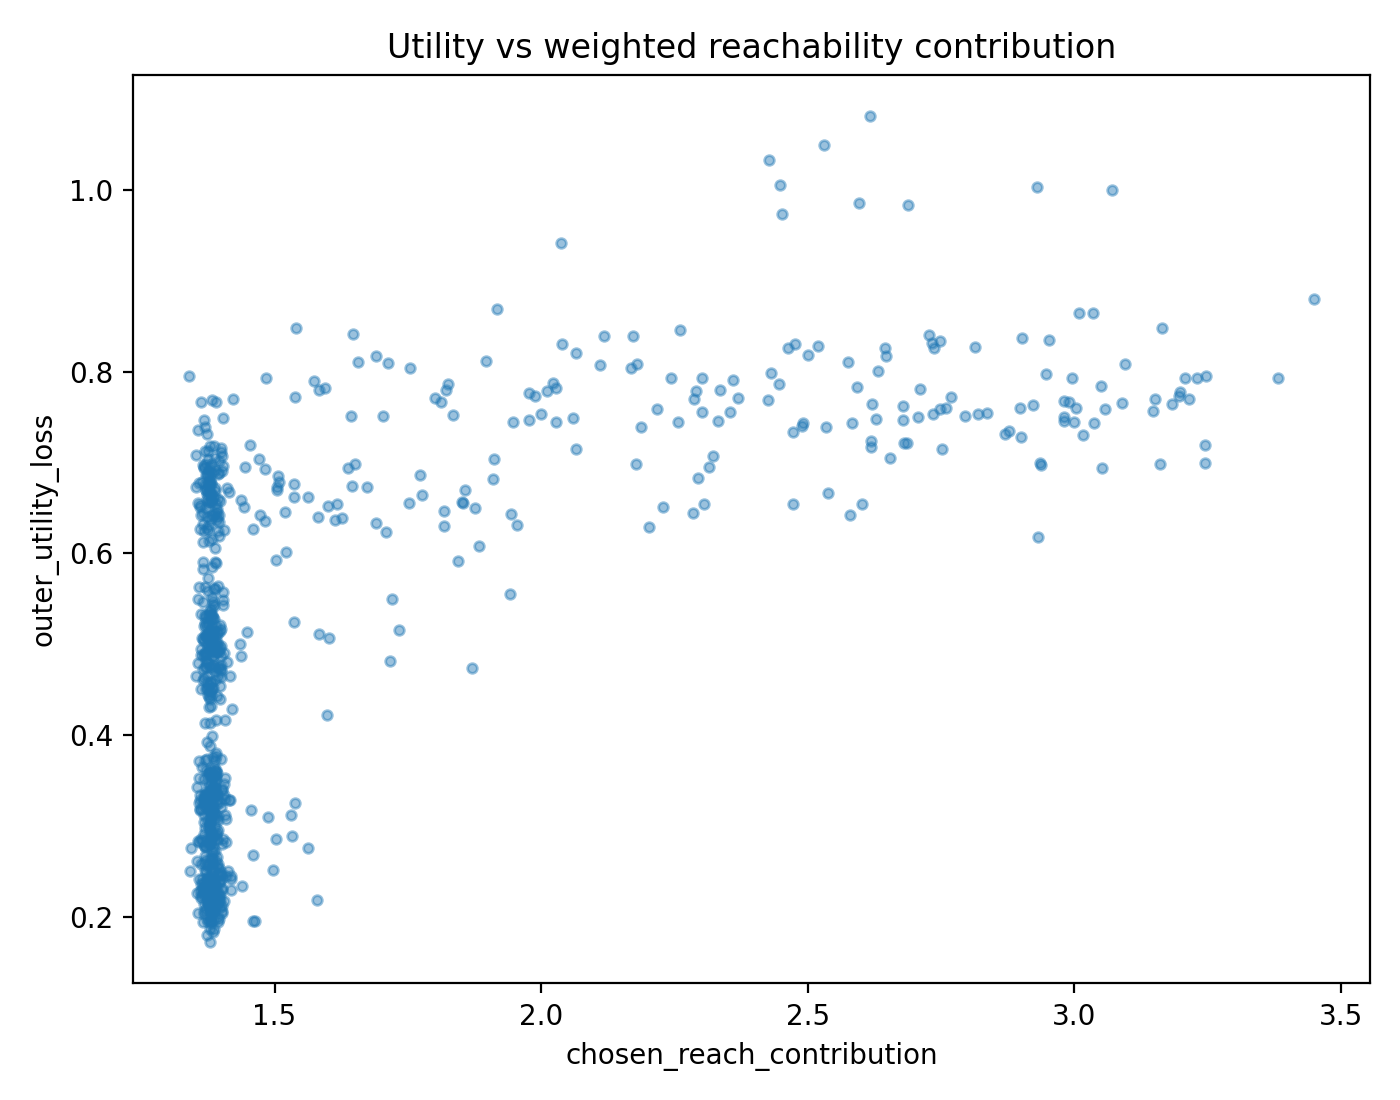 Utility vs weighted reachability contribution
1.0
0.8
0.6
0.4
0.2
outer_utility_loss
1.5 2.0 2.5 3.0 3.5
chosen_reach_contribution